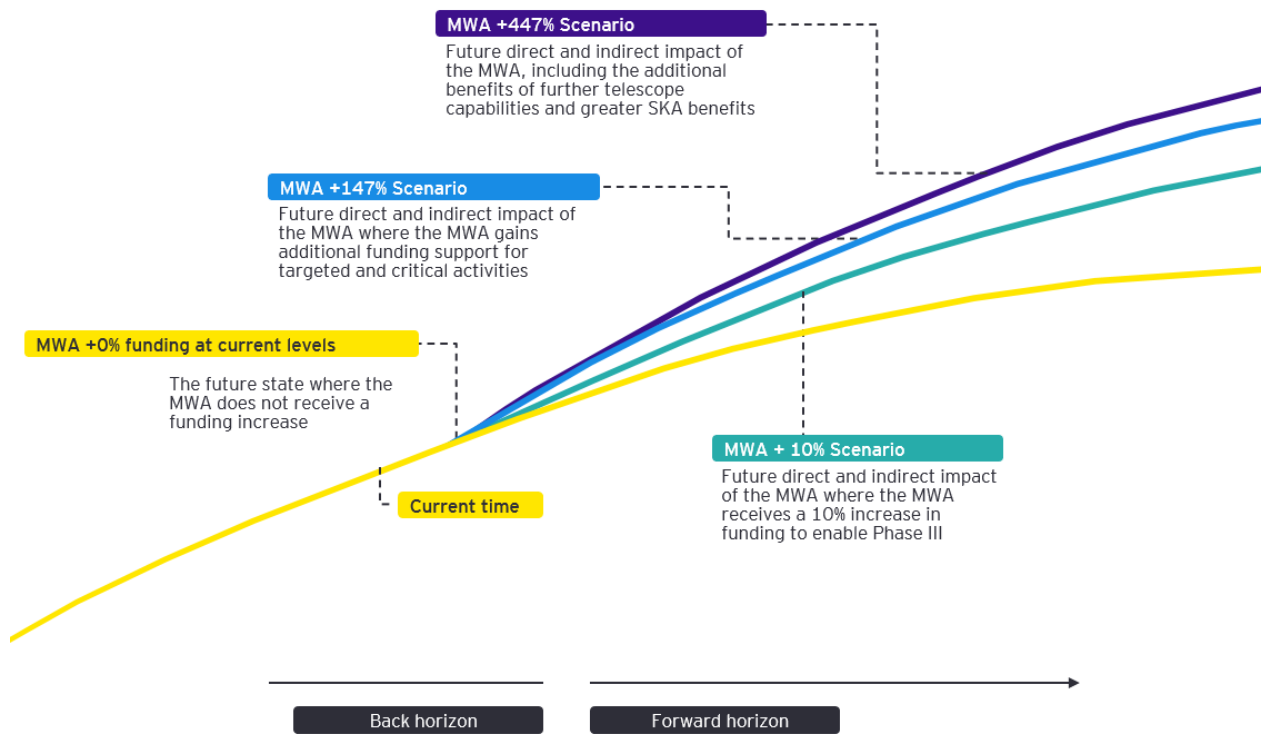 MWA +447% Scenario
Future direct and indirect impact of
the MWA, including the additional
benefits of further telescope
capabilities and greater SKA benefits
MWA +147% Scenario
Future direct and indirect impact of
the MWA where the MWA gains
additional funding support for
targeted and critical activities
MWA +0% funding at current levels
The future state where the
MWA does not receive a
funding increase
MWA + 10% Scenario
Future direct and indirect impact
of the MWA where the MWA
receives a 10% increase in
funding to enable Phase III
Current time
Back horizon
Forward horizon